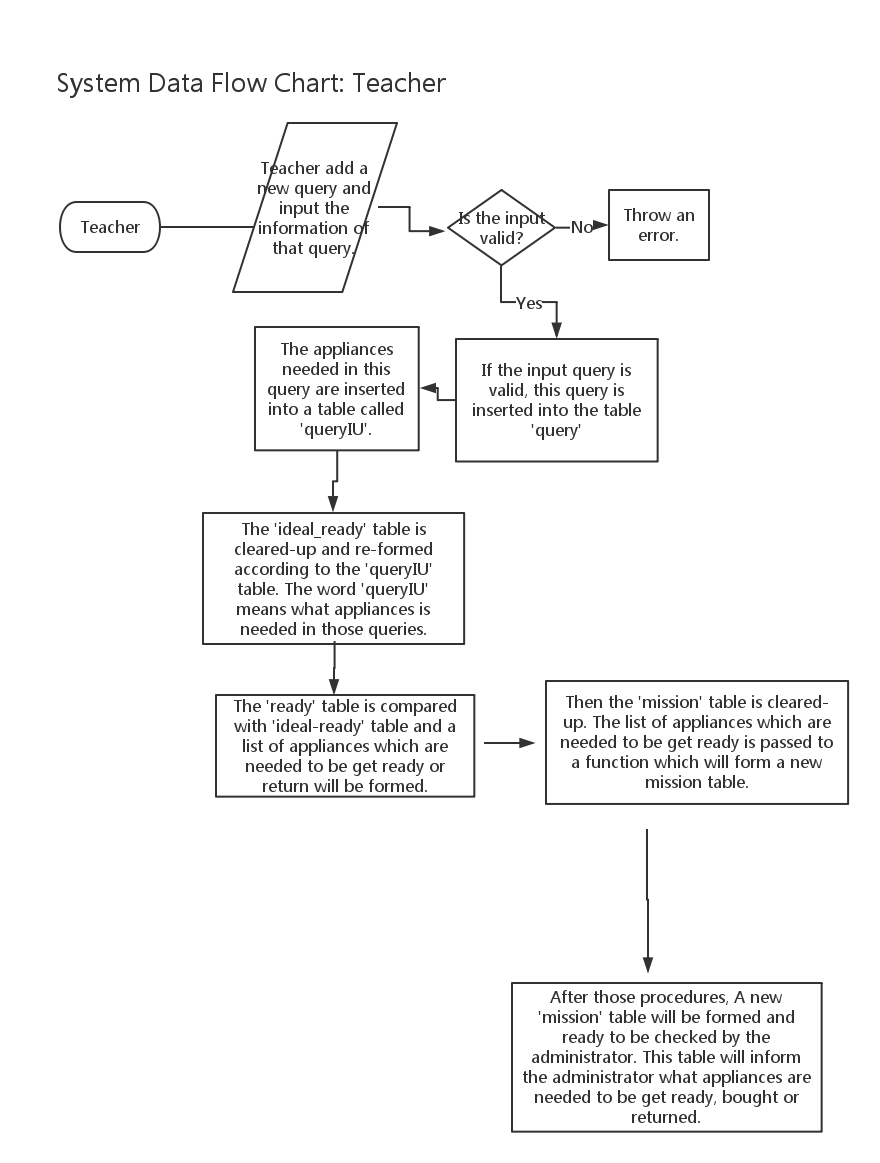 System Data Flow Chart: Teacher
Teacher
Teacher add a
new query and
input the
information of
that query.
Is the input
valid?
No
Throw an
error.
Yes
If the input query is
valid, this query is
inserted into the table
'query'
The appliances
needed in this
query are inserted
into a table called
'queryIU'.
The 'ideal_ready' table is
cleared-up and re-formed
according to the 'queryIU'
table. The word 'queryIU'
means what appliances is
needed in those queries.
The 'ready' table is compared
with 'ideal-ready' table and a
list of appliances which are
needed to be get ready or
return will be formed.
Then the 'mission' table is cleared-
up. The list of appliances which are
needed to be get ready is passed to
a function which will form a new
mission table.
After those procedures, A new
'mission' table will be formed and
ready to be checked by the
administrator. This table will inform
the administrator what appliances are
needed to be get ready, bought or
returned.